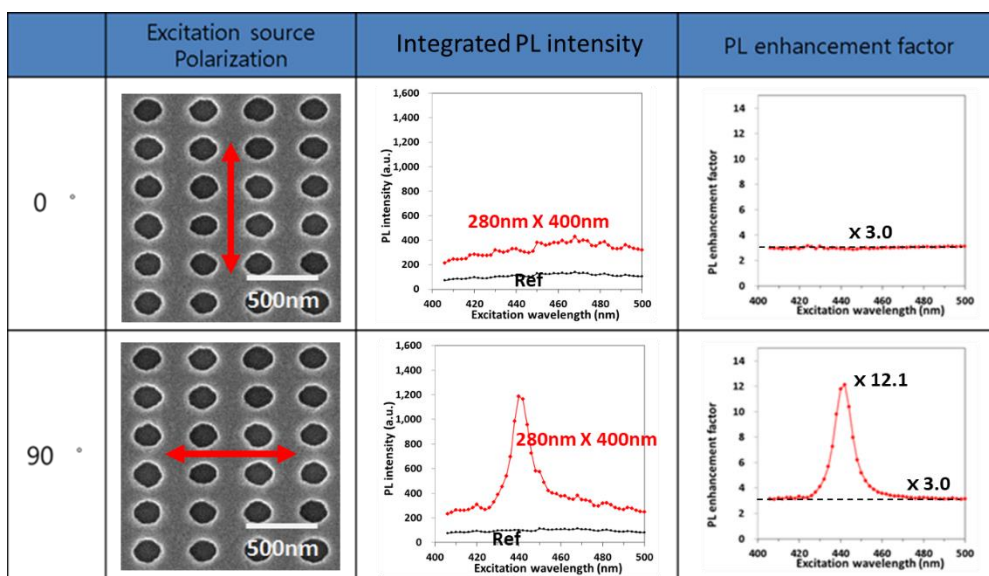 Excitation source
Polarization
Integrated PL intensity
PL enhancement factor
0 °
500nm
PL intensity (a.u.)
1,600
1,400
1,200
1,000
800
600
400
200
0
280nm X 400nm
Ref
400 420 440 460 480 500
Excitation wavelength (nm)
PL enhancement factor
14
12
10
8
6
4
2
0
x 3.0
400 420 440 460 480 500
Excitation wavelength (nm)
90 °
500nm
PL intensity (a.u.)
1,600
1,400
1,200
1,000
800
600
400
200
0
280nm X 400nm
Ref
400 420 440 460 480 500
Excitation wavelength (nm)
PL enhancement factor
14
12
10
8
6
4
2
0
x 12.1
x 3.0
400 420 440 460 480 500
Excitation wavelength (nm)